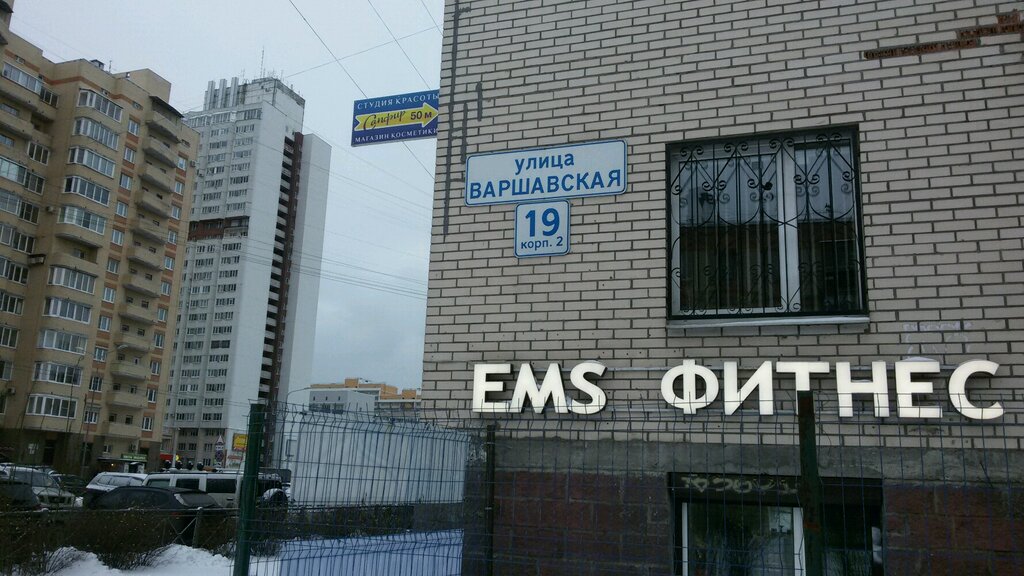 СТУДИЯ КРАСОТЫ
Сапфир 50 м
МАГАЗИН КОСМЕТИКИ
улица
ВАРШАВСКАЯ
19
корп. 2
EMS ФИТНЕС